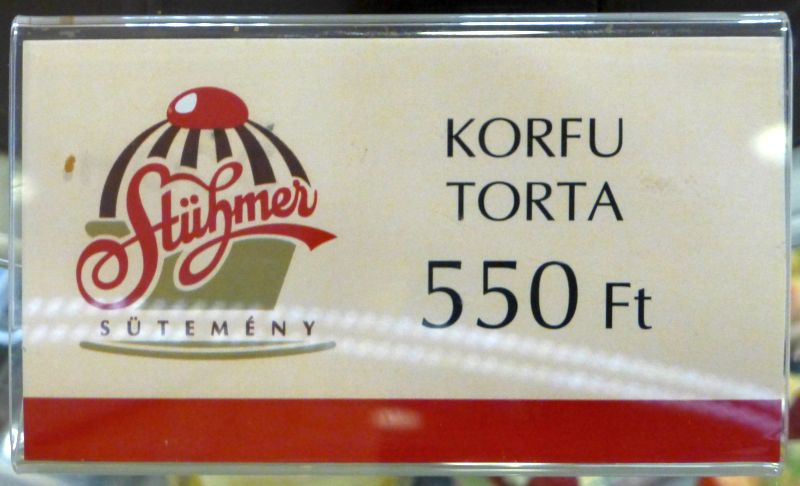 Stühmer
SÜTEMÉNY
KORFU
TORTA
550 Ft